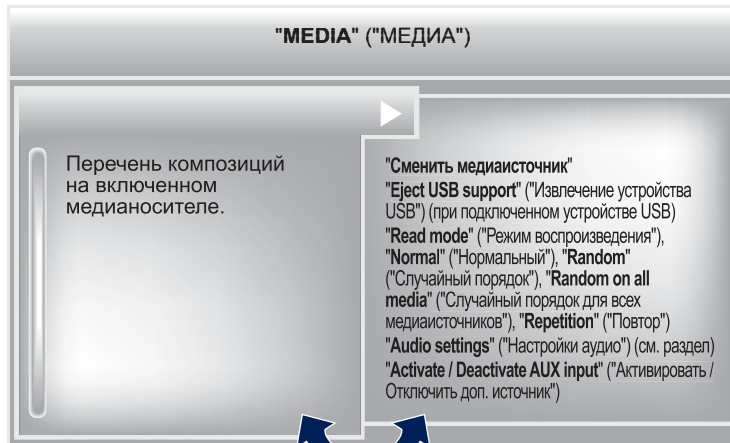 "MEDIA" ("МЕДИА")
Перечень композиций
на включенном
медианосителе.
"Сменить медиаисточник"
"Eject USB support" ("Извлечение устройства
USB") (при подключенном устройстве USB)
"Read mode" ("Режим воспроизведения"),
"Normal" ("Нормальный"), "Random"
("Случайный порядок"), "Random on all
media" ("Случайный порядок для всех
медиаисточников"), "Repetition" ("Повтор")
"Audio settings" ("Настройки аудио") (см. раздел)
"Activate / Deactivate AUX input" ("Активировать /
Отключить доп. источник")